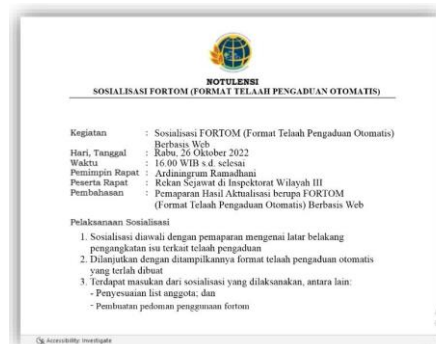 NOTULENSI
SOSIALISASI FORTOM (FORMAT TELAAH PENGADUAN OTOMATIS)
Kegiatan : Sosialisasi FORTOM (Format Telaah Pengaduan Otomatis)
Berbasis Web
Hari, Tanggal : Rabu, 26 Oktober 2022
Waktu : 16.00 WIB s.d. selesai
Pemimpin Rapat : Ardiningrum Ramadhani
Peserta Rapat : Rekan Sejawat di Inspektorat Wilayah III
Pembahasan : Pemaparan Hasil Aktualisasi berupa FORTOM
(Format Telaah Pengaduan Otomatis) Berbasis Web
Pelaksanaan Sosialisasi
1. Sosialisasi diawali dengan pemaparan mengenai latar belakang
pengangkatan isu terkait telaah pengaduan
2. Dilanjutkan dengan ditampilkannya format telaah pengaduan otomatis
yang terlah dibuat
3. Terdapat masukan dari sosialisasi yang dilaksanakan, antara lain:
- Penyesuaian list anggota; dan
- Pembuatan pedoman penggunaan fortom
Accessibility: Investigate